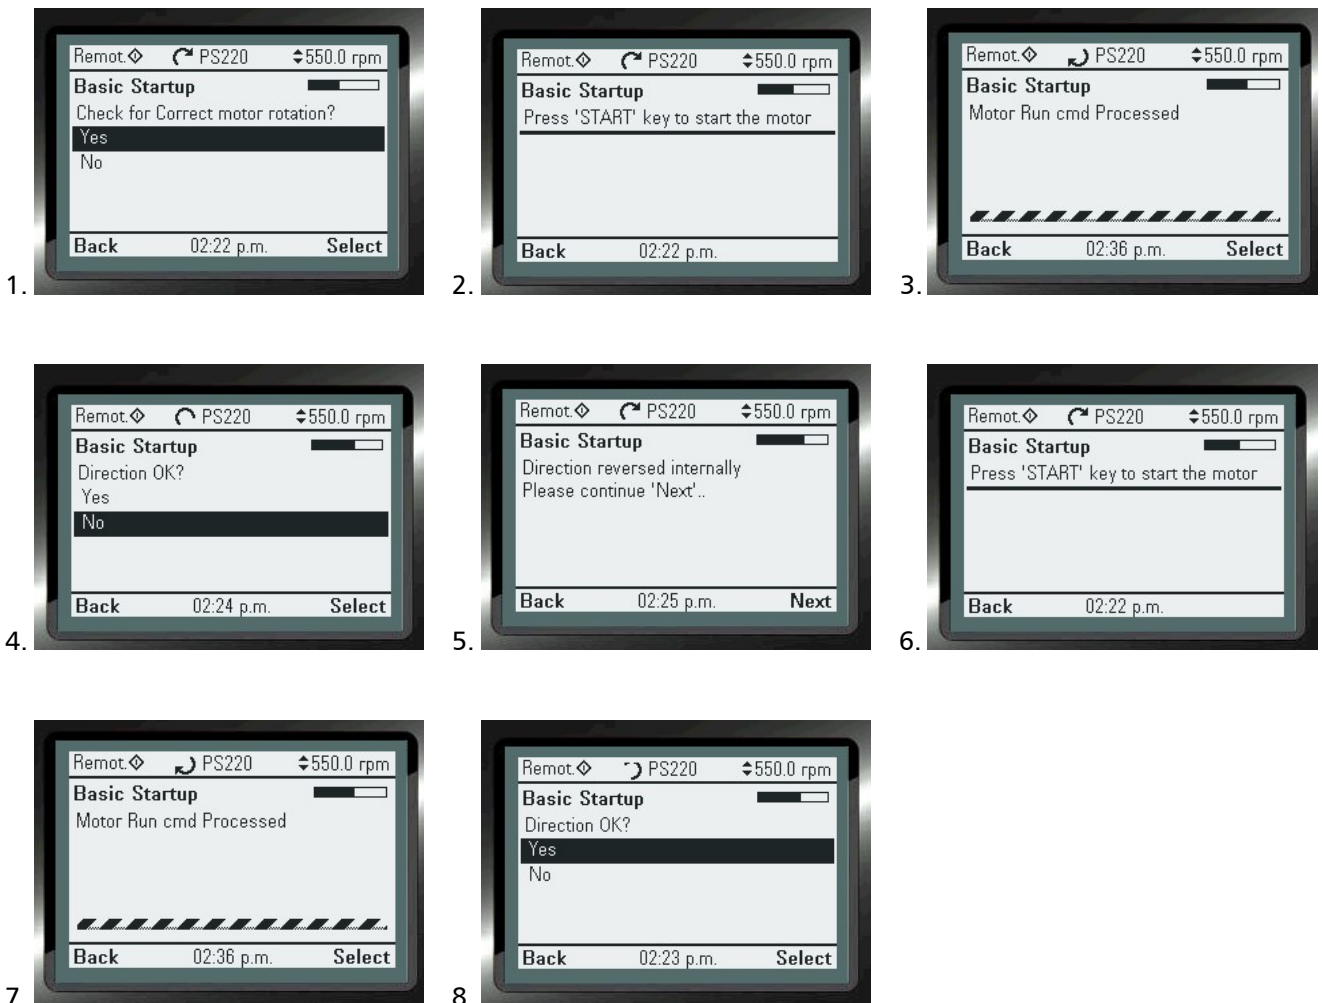 Remot. PS220 550.0 rpm
Basic Startup
Check for Correct motor rotation?
Yes
No
Back 02:22 p.m. Select
1.
Remot. PS220 550.0 rpm
Basic Startup
Press 'START' key to start the motor
Back 02:22 p.m.
2.
Remot. PS220 550.0 rpm
Basic Startup
Motor Run cmd Processed
Back 02:36 p.m. Select
3.
Remot. PS220 550.0 rpm
Basic Startup
Direction OK?
Yes
No
Back 02:24 p.m. Select
4.
Remot. PS220 550.0 rpm
Basic Startup
Direction reversed internally
Please continue 'Next'..
Back 02:25 p.m. Next
5.
Remot. PS220 550.0 rpm
Basic Startup
Press 'START' key to start the motor
Back 02:22 p.m.
6.
Remot. PS220 550.0 rpm
Basic Startup
Motor Run cmd Processed
Back 02:36 p.m. Select
7.
Remot. PS220 550.0 rpm
Basic Startup
Direction OK?
Yes
No
Back 02:23 p.m. Select
8.